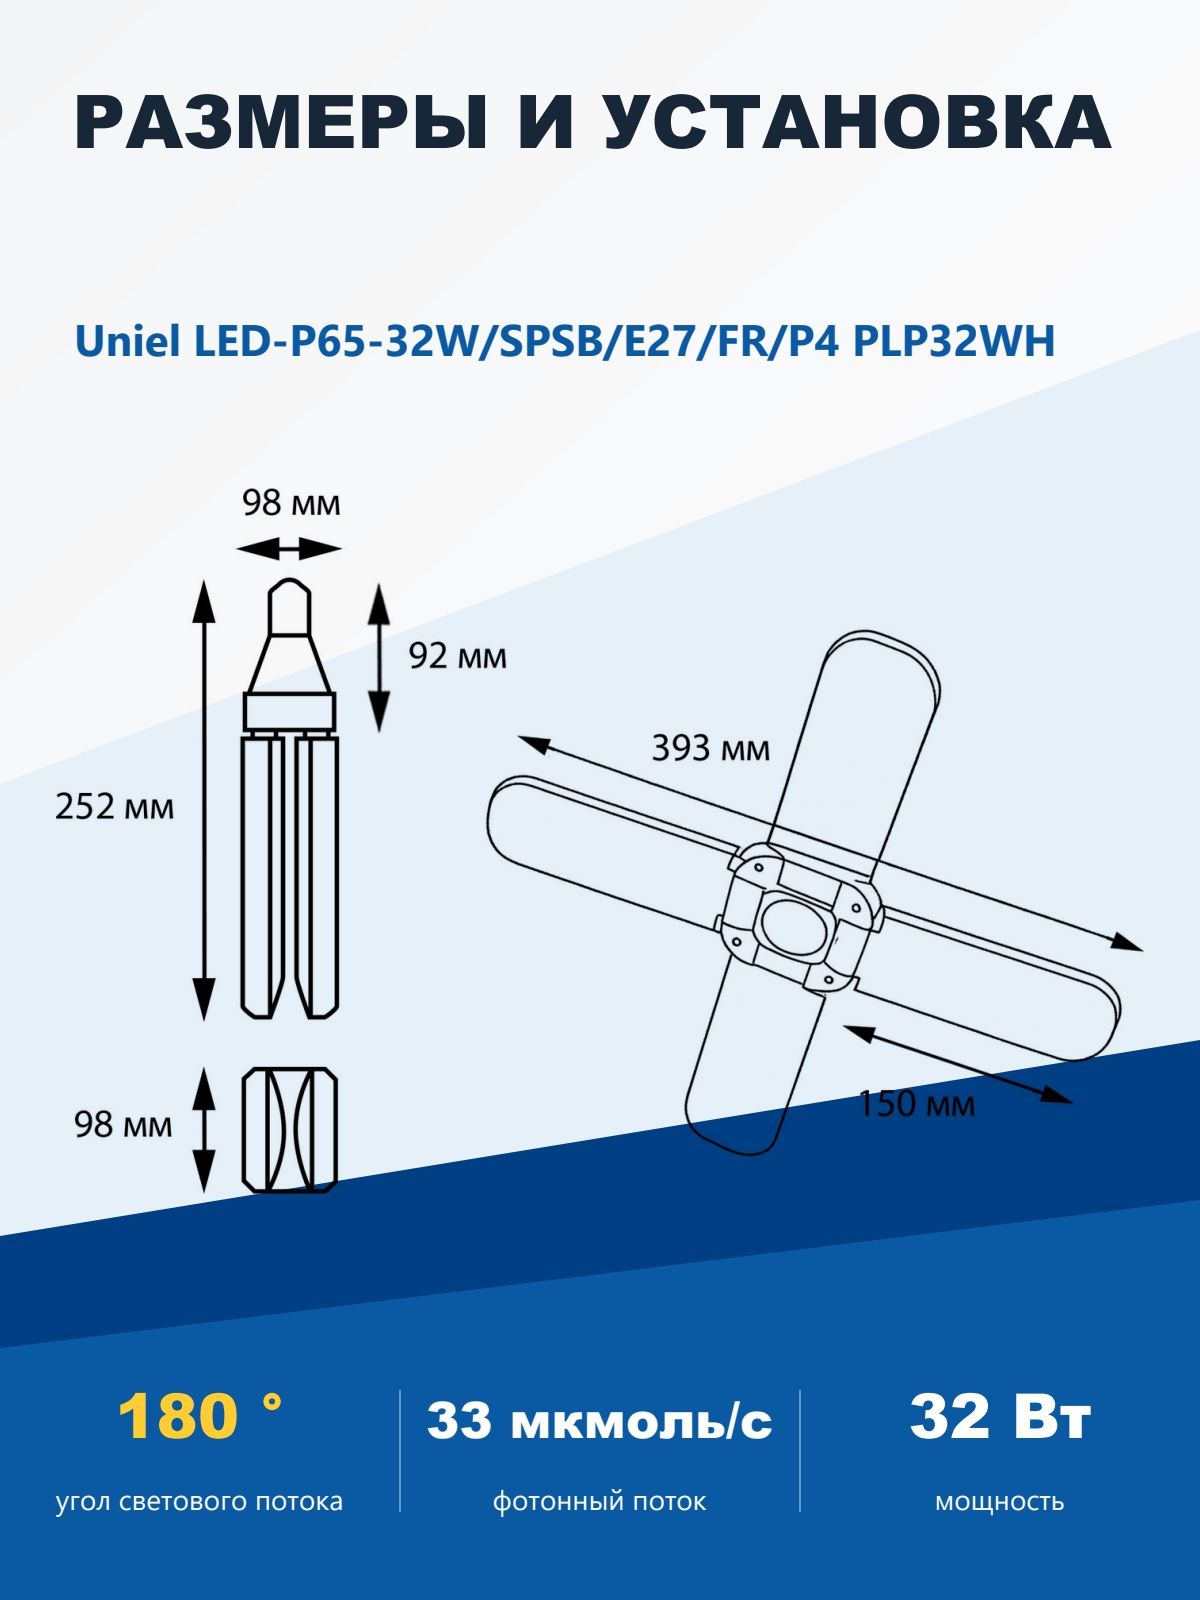 РАЗМЕРЫ И УСТАНОВКА
Uniel LED-P65-32W/SPSB/E27/FR/P4 PLP32WH
98 мм
92 мм
393 мм
252 мм
150 мм
98 мм
180 °
угол светового потока
33 мкмоль/с
фотонный поток
32 Вт
мощность